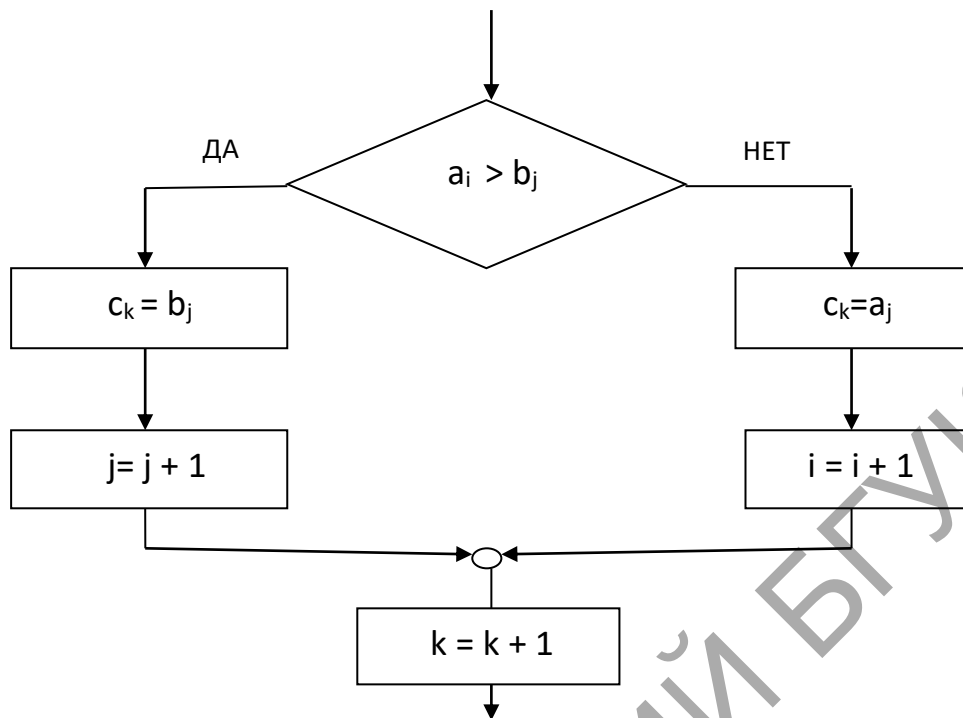 ДА
НЕТ
aᵢ > bⱼ
cₖ = bⱼ
cₖ=aⱼ
j= j + 1
i = i + 1
k = k + 1